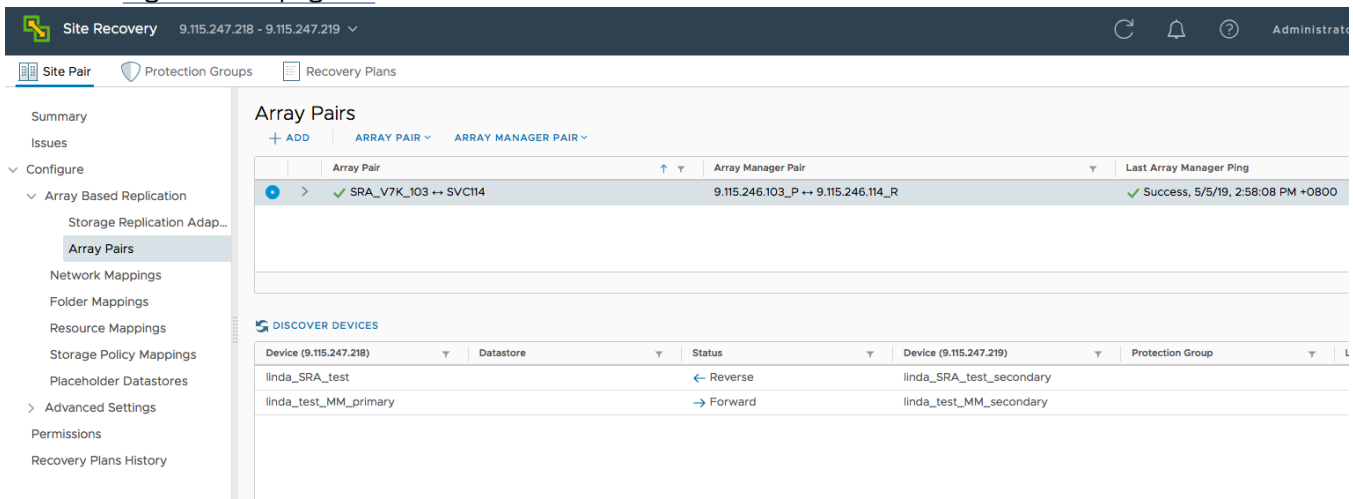 Site Recovery 9.115.247.218 - 9.115.247.219
Administrato
Site Pair Protection Groups Recovery Plans
Summary
Issues
Configure
Array Based Replication
Storage Replication Adap...
Array Pairs
Network Mappings
Folder Mappings
Resource Mappings
Storage Policy Mappings
Placeholder Datastores
Advanced Settings
Permissions
Recovery Plans History
Array Pairs
+ ADD ARRAY PAIR ARRAY MANAGER PAIR
Array Pair ↑ Array Manager Pair Last Array Manager Ping
SRA_V7K_103 ↔ SVC114 9.115.246.103_P ↔ 9.115.246.114_R Success, 5/5/19, 2:58:08 PM +0800
DISCOVER DEVICES
Device (9.115.247.218) Datastore Status Device (9.115.247.219) Protection Group
linda_SRA_test ← Reverse linda_SRA_test_secondary
linda_test_MM_primary → Forward linda_test_MM_secondary